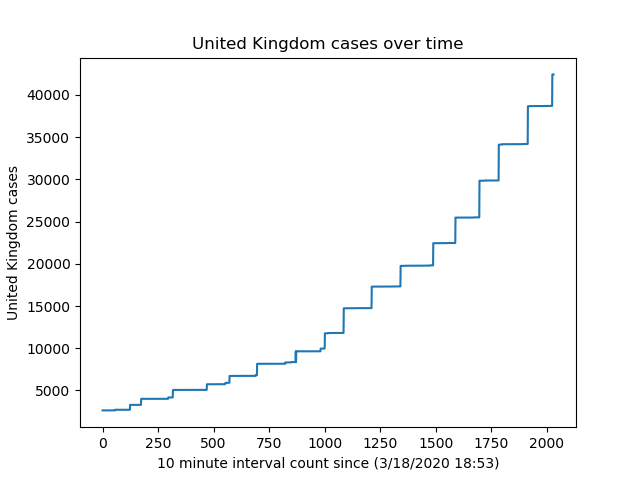 United Kingdom cases over time
United Kingdom cases
40000
35000
30000
25000
20000
15000
10000
5000
0 250 500 750 1000 1250 1500 1750 2000
10 minute interval count since (3/18/2020 18:53)